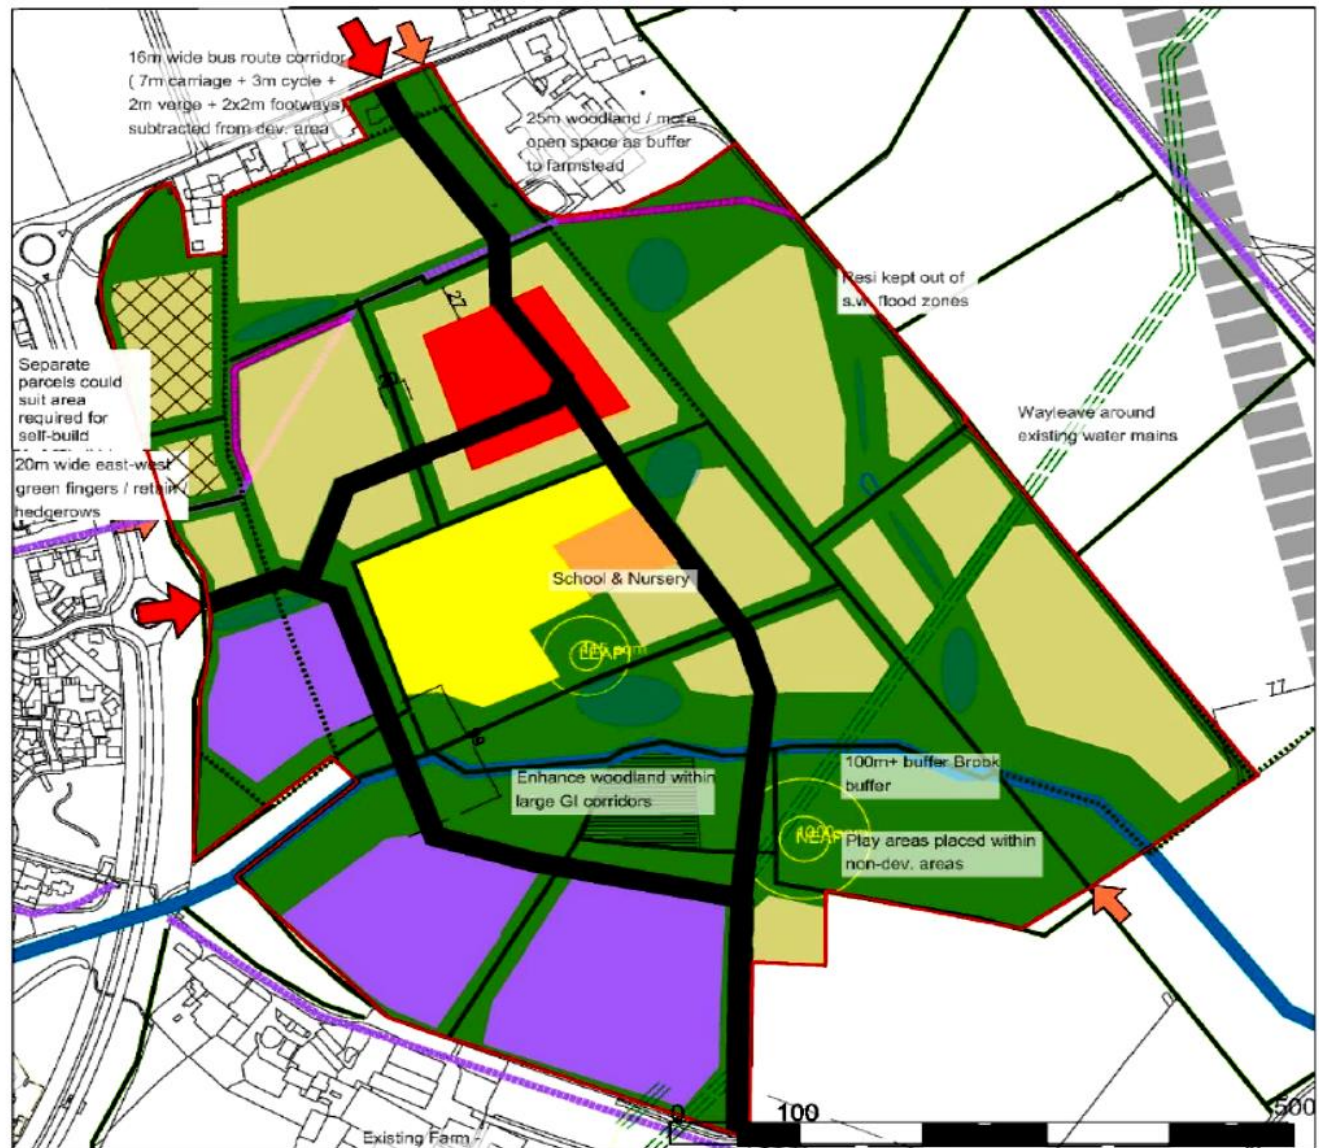 16m wide bus route corridor
( 7m carriage + 3m cycle +
2m verge + 2x2m footways)
subtracted from dev. area
25m woodland / more
open space as buffer
to farmstead
Resi kept out of
s.w. flood zones
27
20
Separate
parcels could
suit area
required for
self-build
20m wide east-west
green fingers / retain
hedgerows
Wayleave around
existing water mains
School & Nursery
LEAP
77
Enhance woodland within
large GI corridors
100m+ buffer Brook
buffer
NEAP
Play areas placed within
non-dev. areas
0 100 500
Existing Farm